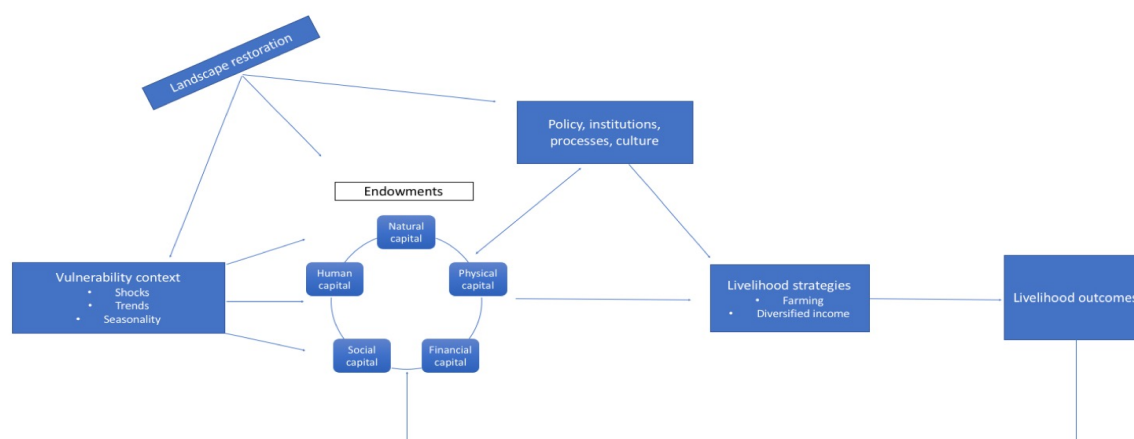 Landscape restoration
Policy, institutions,
processes, culture
Endowments
Natural
capital
Human
capital
Physical
capital
Social
capital
Financial
capital
Vulnerability context
• Shocks
• Trends
• Seasonality
Livelihood strategies
• Farming
• Diversified income
Livelihood outcomes